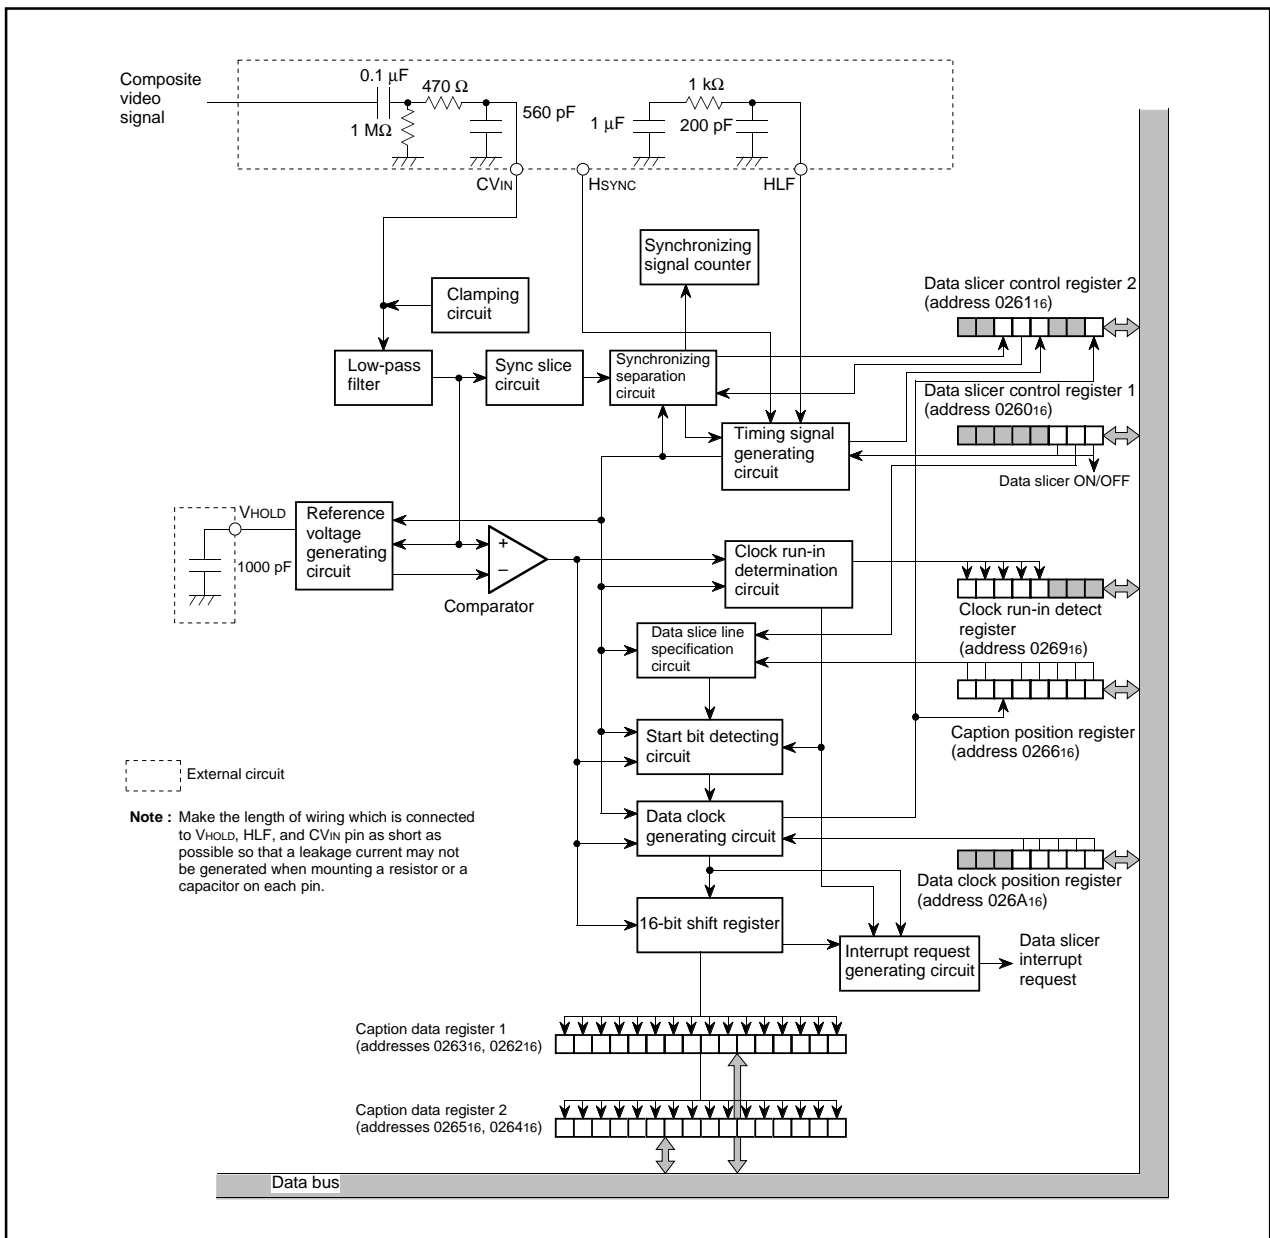 Composite
video
signal
0.1 µF
470 Ω
1 MΩ
560 pF
1 kΩ
1 µF
200 pF
CVIN
HSYNC
HLF
Synchronizing
signal counter
Clamping
circuit
Low-pass
filter
Sync slice
circuit
Synchronizing
separation
circuit
Timing signal
generating
circuit
Data slicer control register 2
(address 026116)
Data slicer control register 1
(address 026016)
Data slicer ON/OFF
VHOLD
1000 pF
Reference
voltage
generating
circuit
+
–
Comparator
Clock run-in
determination
circuit
Clock run-in detect
register
(address 026916)
Data slice line
specification
circuit
Start bit detecting
circuit
Caption position register
(address 026616)
External circuit
Note : Make the length of wiring which is connected
to VHOLD, HLF, and CVIN pin as short as
possible so that a leakage current may not
be generated when mounting a resistor or a
capacitor on each pin.
Data clock
generating circuit
Data clock position register
(address 026A16)
16-bit shift register
Interrupt request
generating circuit
Data slicer
interrupt
request
Caption data register 1
(addresses 026316, 026216)
Caption data register 2
(addresses 026516, 026416)
Data bus